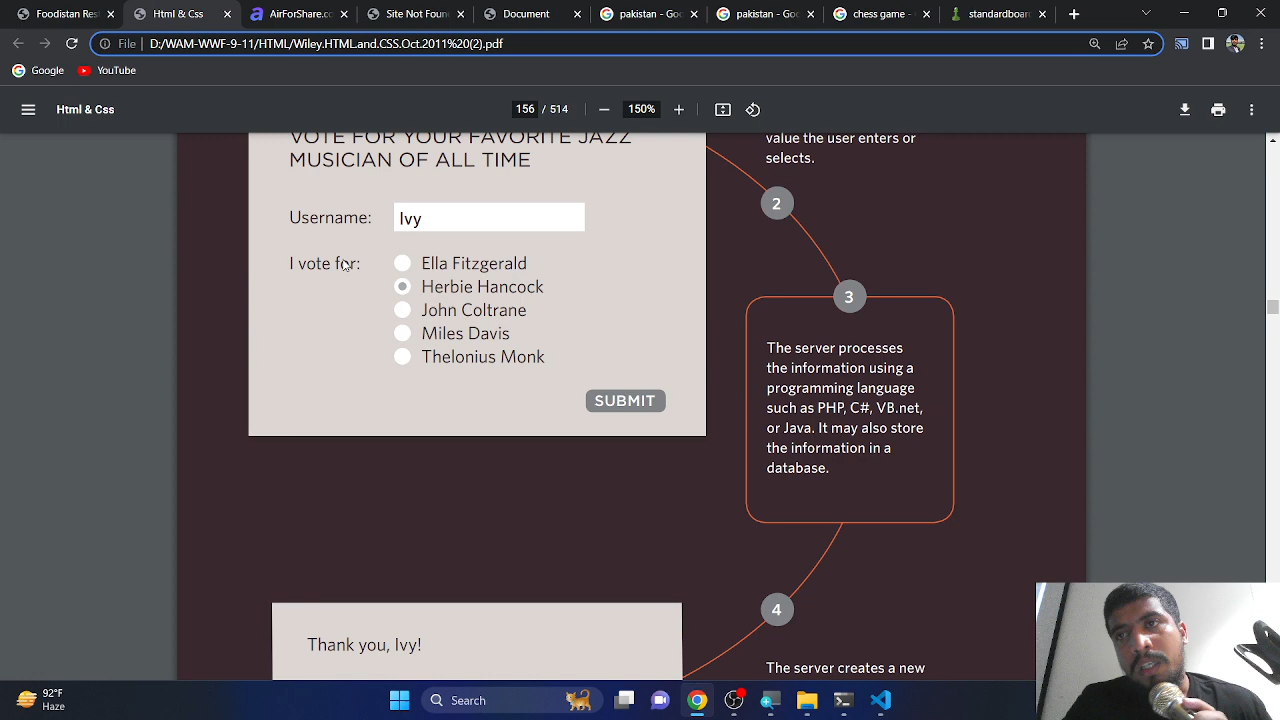 Foodistan Res
Html & Css
AirForShare.co
Site Not Foun
Document
pakistan - Goo
pakistan - Goo
chess game -
standardboar
File
D:/WAM-WWF-9-11/HTML/Wiley.HTMLand.CSS.Oct.2011%20(2).pdf
Google
YouTube
Html & Css
156 / 514
150%
VOTE FOR YOUR FAVORITE JAZZ
MUSICIAN OF ALL TIME
Username:
Ivy
I vote for:
Ella Fitzgerald
Herbie Hancock
John Coltrane
Miles Davis
Thelonius Monk
SUBMIT
value the user enters or
selects.
2
3
The server processes
the information using a
programming language
such as PHP, C#, VB.net,
or Java. It may also store
the information in a
database.
4
Thank you, Ivy!
The server creates a new
92°F
Haze
Search